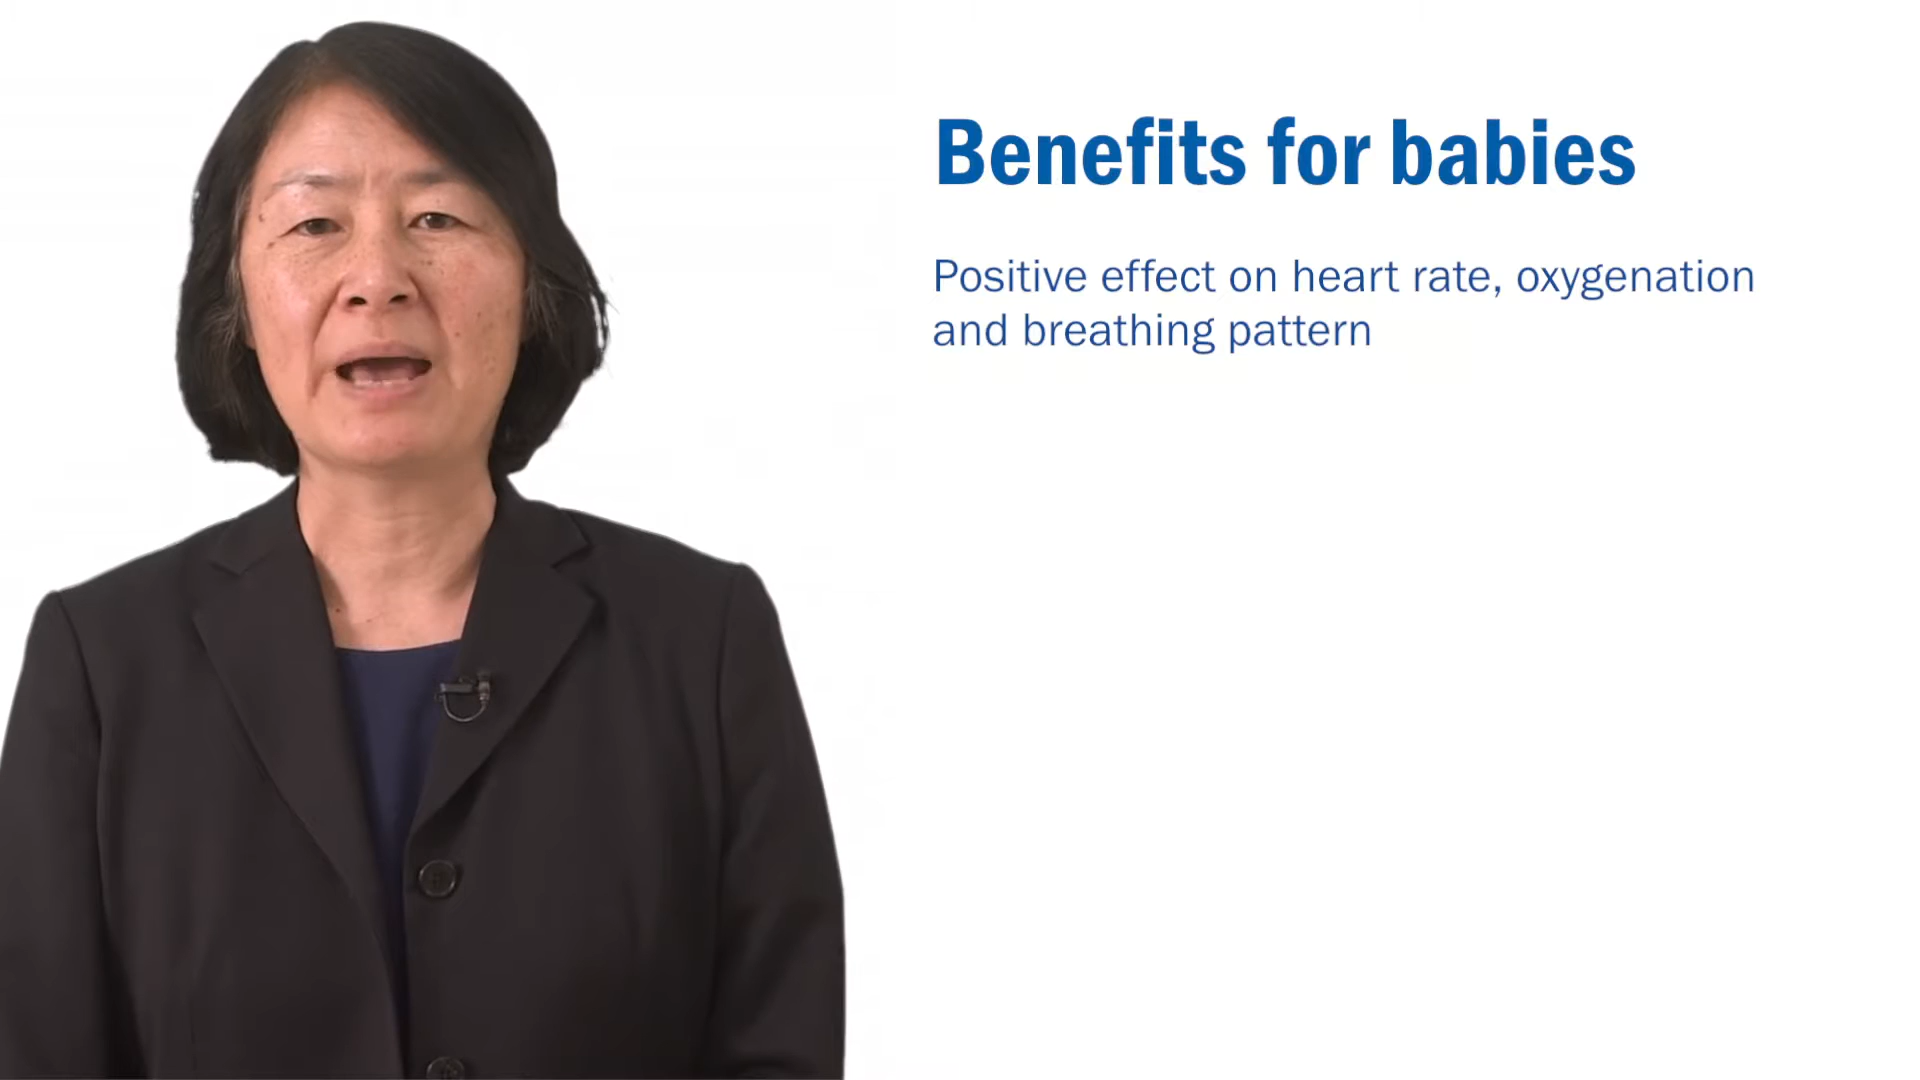 Benefits for babies
Positive effect on heart rate, oxygenation
and breathing pattern